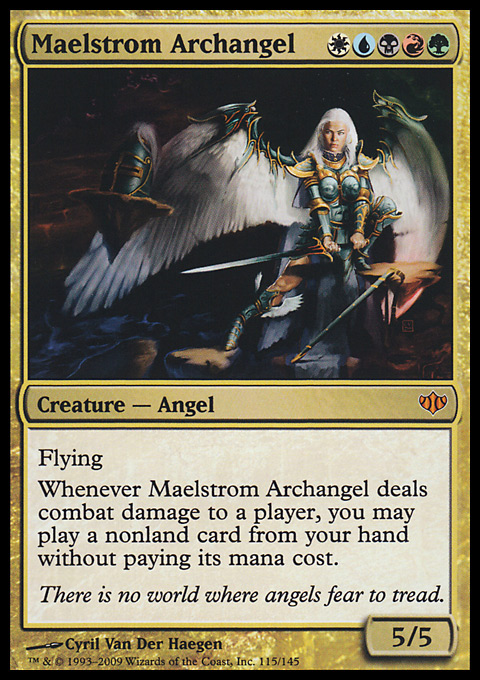 Maelstrom Archangel
Creature — Angel
Flying
Whenever Maelstrom Archangel deals
combat damage to a player, you may
play a nonland card from your hand
without paying its mana cost.
There is no world where angels fear to tread.
5/5
Cyril Van Der Haegen
™ & © 1993–2009 Wizards of the Coast, Inc. 115/145